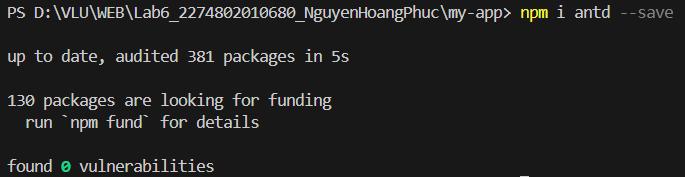 PS D:\VLU\WEB\Lab6_2274802010680_NguyenHoangPhuc\my-app> npm i antd --save
up to date, audited 381 packages in 5s
130 packages are looking for funding
  run `npm fund` for details
found 0 vulnerabilities